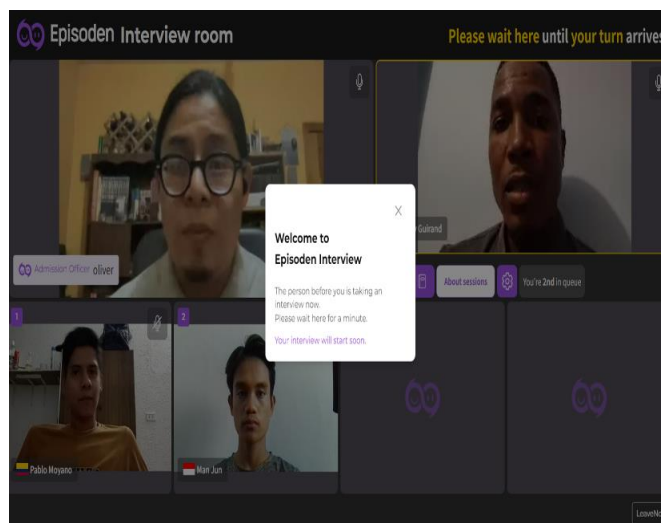 Episoden Interview room
Please wait here until your turn arrives
X
Welcome to
Episoden Interview
The person before you is taking an
interview now.
Please wait here for a minute.
Your interview will start soon.
Guirand
Admission Officer oliver
About sessions
You're 2nd in queue
1
2
Pablo Moyano
Man Jun